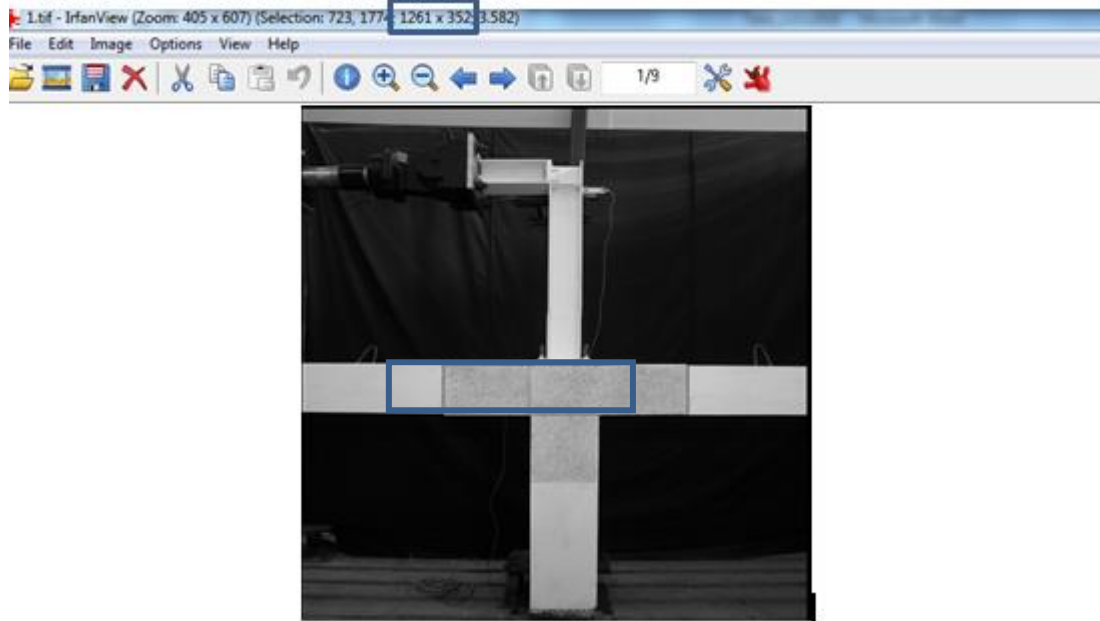 1.tif - IrfanView (Zoom: 405 x 607) (Selection: 723, 1774; 1261 x 352; 3.582)
File Edit Image Options View Help
1/9